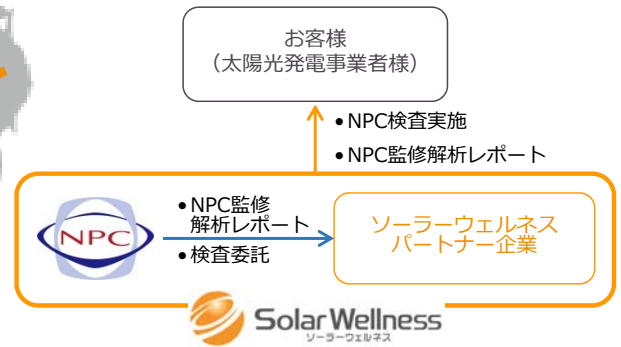 お客様
（太陽光発電事業者様）
•NPC検査実施
•NPC監修解析レポート
•NPC監修
解析レポート
•検査委託
NPC
ソーラーウェルネス
パートナー企業
Solar Wellness
ソーラーウェルネス